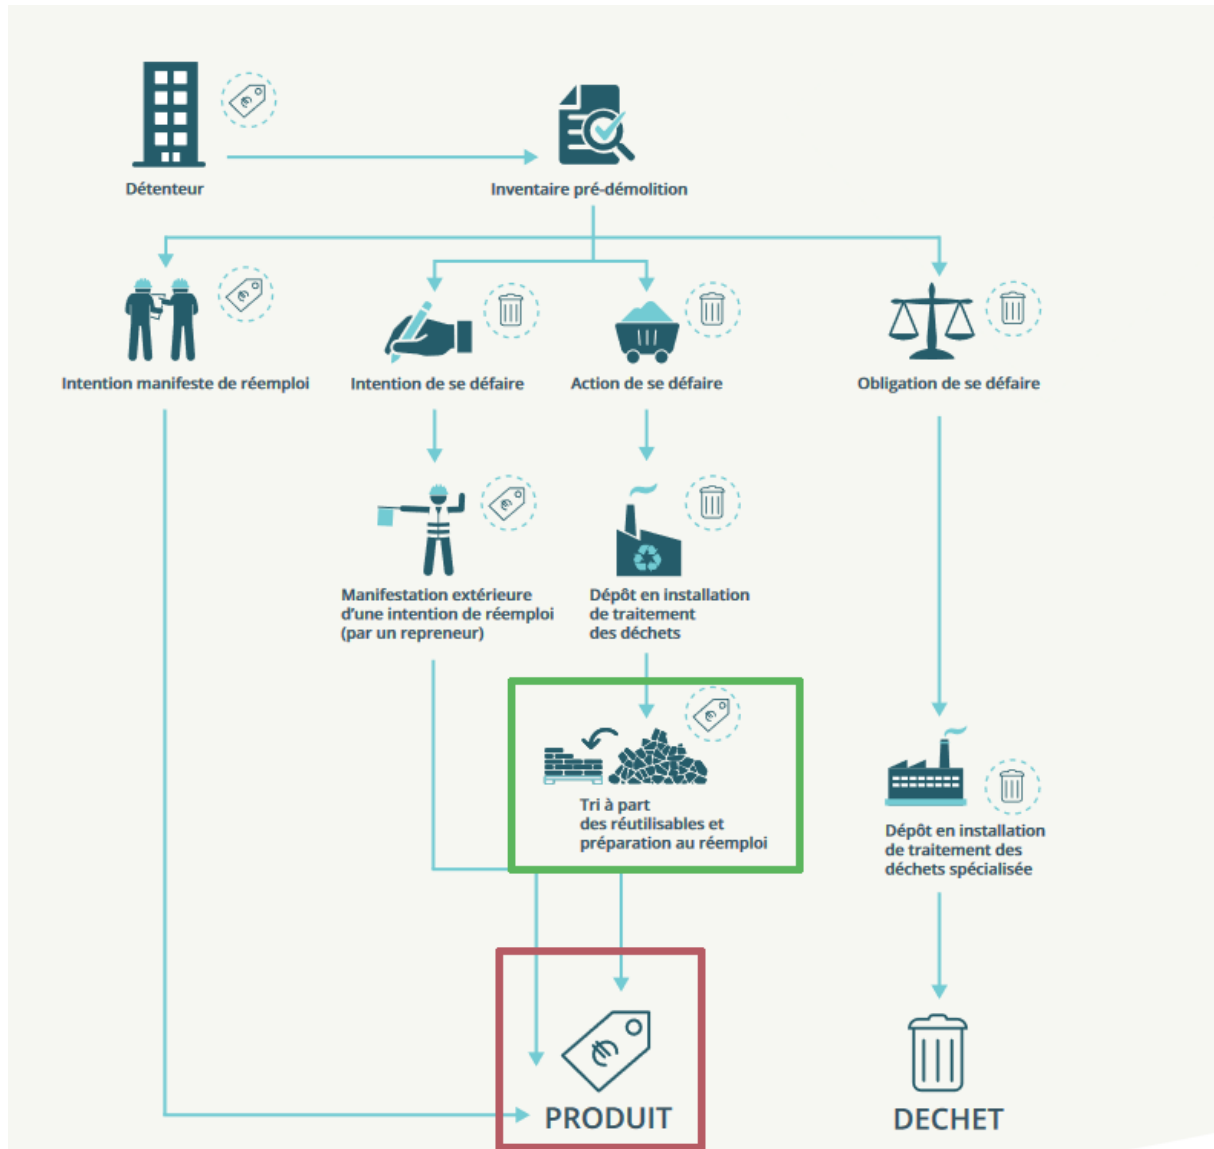 Détenteur
Inventaire pré-démolition
Intention manifeste de réemploi
Intention de se défaire
Action de se défaire
Obligation de se défaire
Manifestation extérieure
d'une intention de réemploi
(par un repreneur)
Dépôt en installation
de traitement
des déchets
Tri à part
des réutilisables et
préparation au réemploi
Dépôt en installation
de traitement des
déchets spécialisée
PRODUIT
DECHET